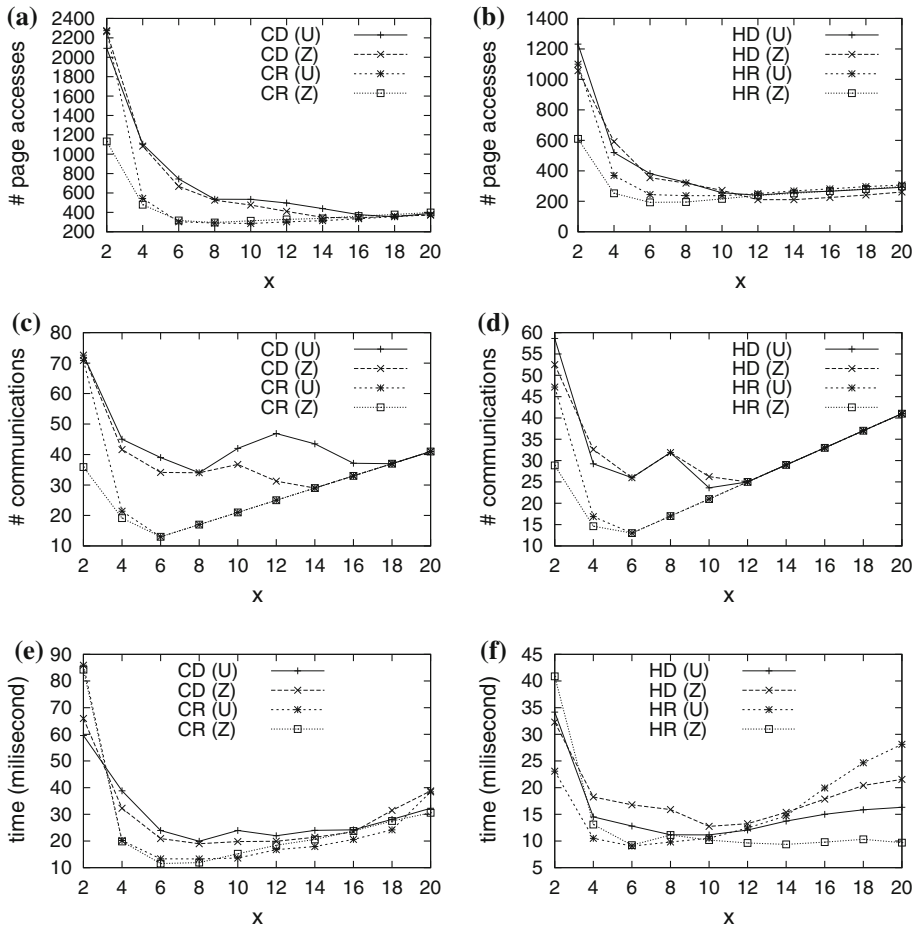 (a)
# page accesses
2400
2200
2000
1800
1600
1400
1200
1000
800
600
400
200
CD (U)
CD (Z)
CR (U)
CR (Z)
2 4 6 8 10 12 14 16 18 20
x
(b)
# page accesses
1400
1200
1000
800
600
400
200
0
HD (U)
HD (Z)
HR (U)
HR (Z)
2 4 6 8 10 12 14 16 18 20
x
(c)
# communications
80
70
60
50
40
30
20
10
CD (U)
CD (Z)
CR (U)
CR (Z)
2 4 6 8 10 12 14 16 18 20
x
(d)
# communications
60
55
50
45
40
35
30
25
20
15
10
HD (U)
HD (Z)
HR (U)
HR (Z)
2 4 6 8 10 12 14 16 18 20
x
(e)
time (milisecond)
90
80
70
60
50
40
30
20
10
CD (U)
CD (Z)
CR (U)
CR (Z)
2 4 6 8 10 12 14 16 18 20
x
(f)
time (milisecond)
45
40
35
30
25
20
15
10
5
HD (U)
HD (Z)
HR (U)
HR (Z)
2 4 6 8 10 12 14 16 18 20
x